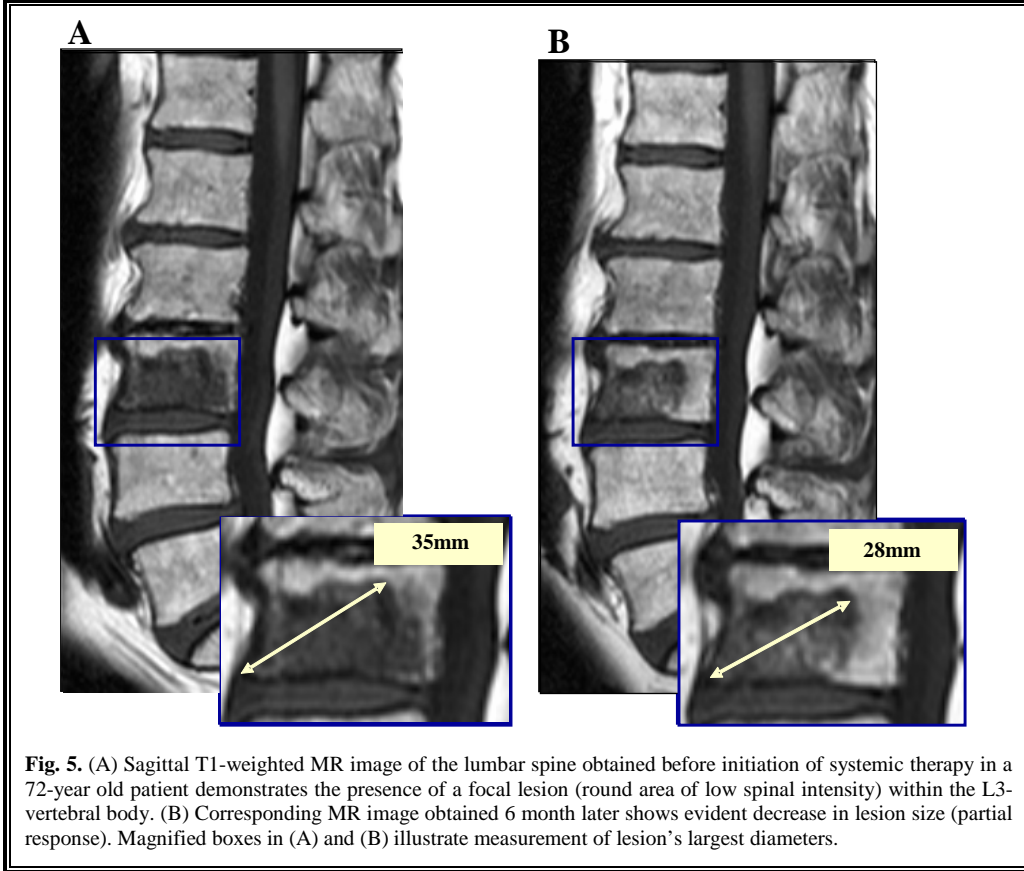 A
B
35mm
28mm
Fig. 5. (A) Sagittal T1-weighted MR image of the lumbar spine obtained before initiation of systemic therapy in a
72-year old patient demonstrates the presence of a focal lesion (round area of low spinal intensity) within the L3-
vertebral body. (B) Corresponding MR image obtained 6 month later shows evident decrease in lesion size (partial
response). Magnified boxes in (A) and (B) illustrate measurement of lesion's largest diameters.